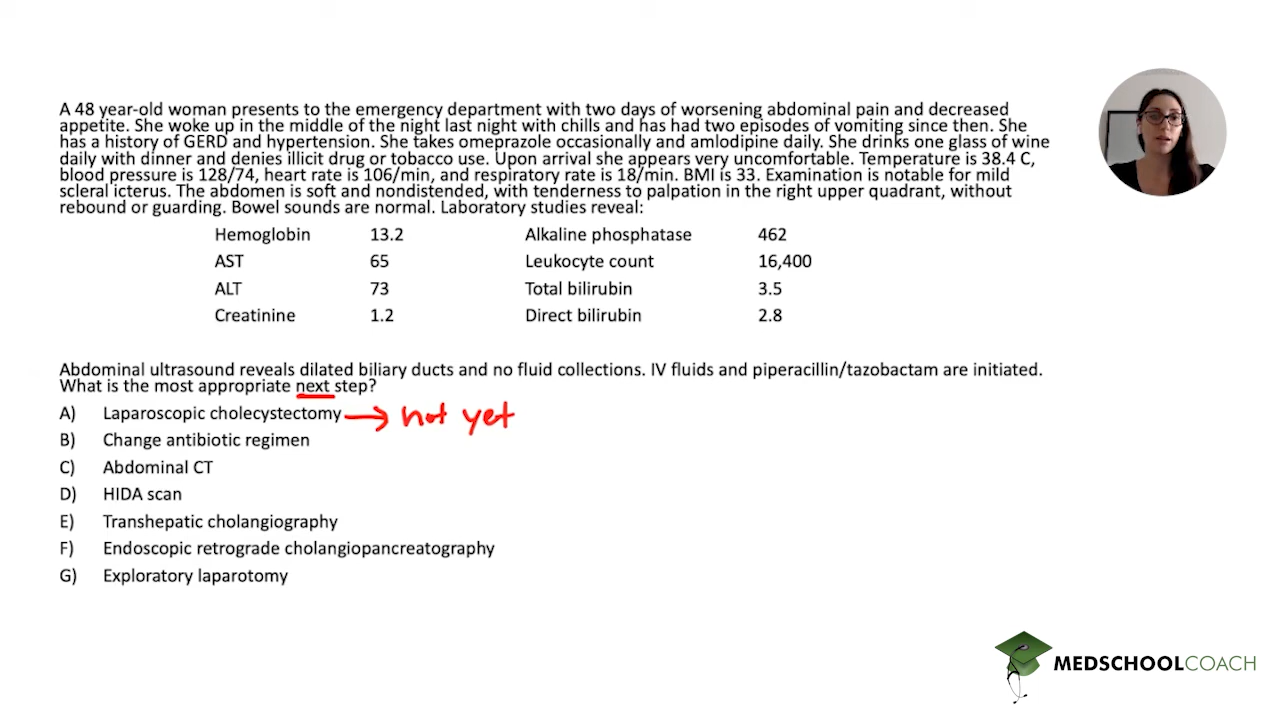 A 48 year-old woman presents to the emergency department with two days of worsening abdominal pain and decreased
appetite. She woke up in the middle of the night last night with chills and has had two episodes of vomiting since then. She
has a history of GERD and hypertension. She takes omeprazole occasionally and amlodipine daily. She drinks one glass of wine
daily with dinner and denies illicit drug or tobacco use. Upon arrival she appears very uncomfortable. Temperature is 38.4 C,
blood pressure is 128/74, heart rate is 106/min, and respiratory rate is 18/min. BMI is 33. Examination is notable for mild
scleral icterus. The abdomen is soft and nondistended, with tenderness to palpation in the right upper quadrant, without
rebound or guarding. Bowel sounds are normal. Laboratory studies reveal:
Hemoglobin 13.2 Alkaline phosphatase 462
AST 65 Leukocyte count 16,400
ALT 73 Total bilirubin 3.5
Creatinine 1.2 Direct bilirubin 2.8
Abdominal ultrasound reveals dilated biliary ducts and no fluid collections. IV fluids and piperacillin/tazobactam are initiated.
What is the most appropriate next step?
A) Laparoscopic cholecystectomy → not yet
B) Change antibiotic regimen
C) Abdominal CT
D) HIDA scan
E) Transhepatic cholangiography
F) Endoscopic retrograde cholangiopancreatography
G) Exploratory laparotomy
MEDSCHOOLCOACH